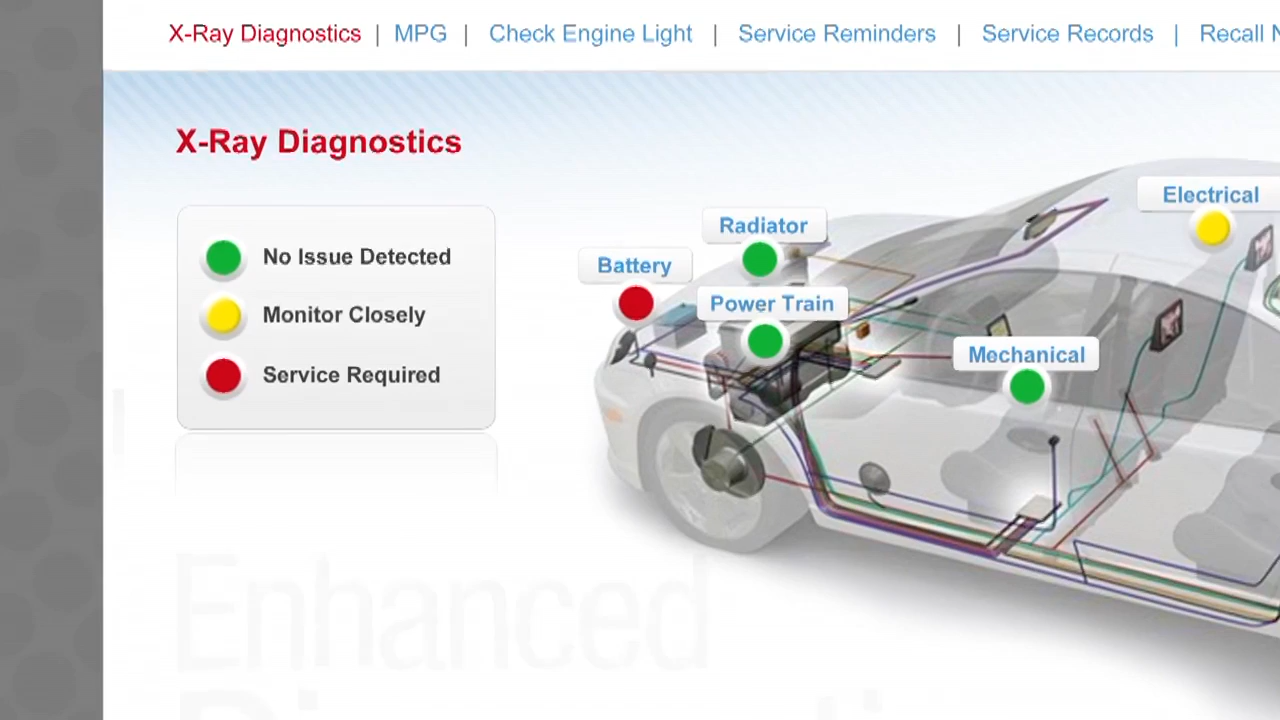 X-Ray Diagnostics | MPG | Check Engine Light | Service Reminders | Service Records | Recall N
X-Ray Diagnostics
No Issue Detected
Monitor Closely
Service Required
Electrical
Radiator
Battery
Power Train
Mechanical
Enhanced